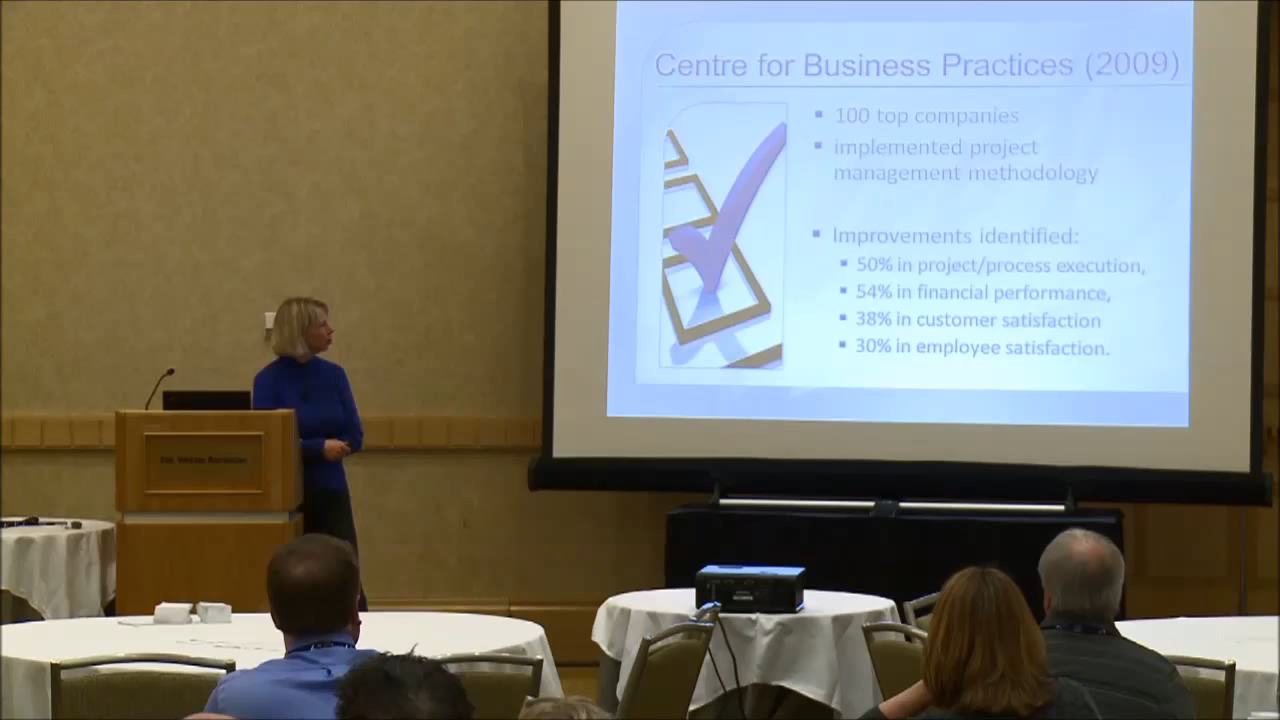 Centre for Business Practices (2009)
100 top companies
implemented project
management methodology
Improvements identified:
50% in project/process execution,
54% in financial performance,
38% in customer satisfaction
30% in employee satisfaction.